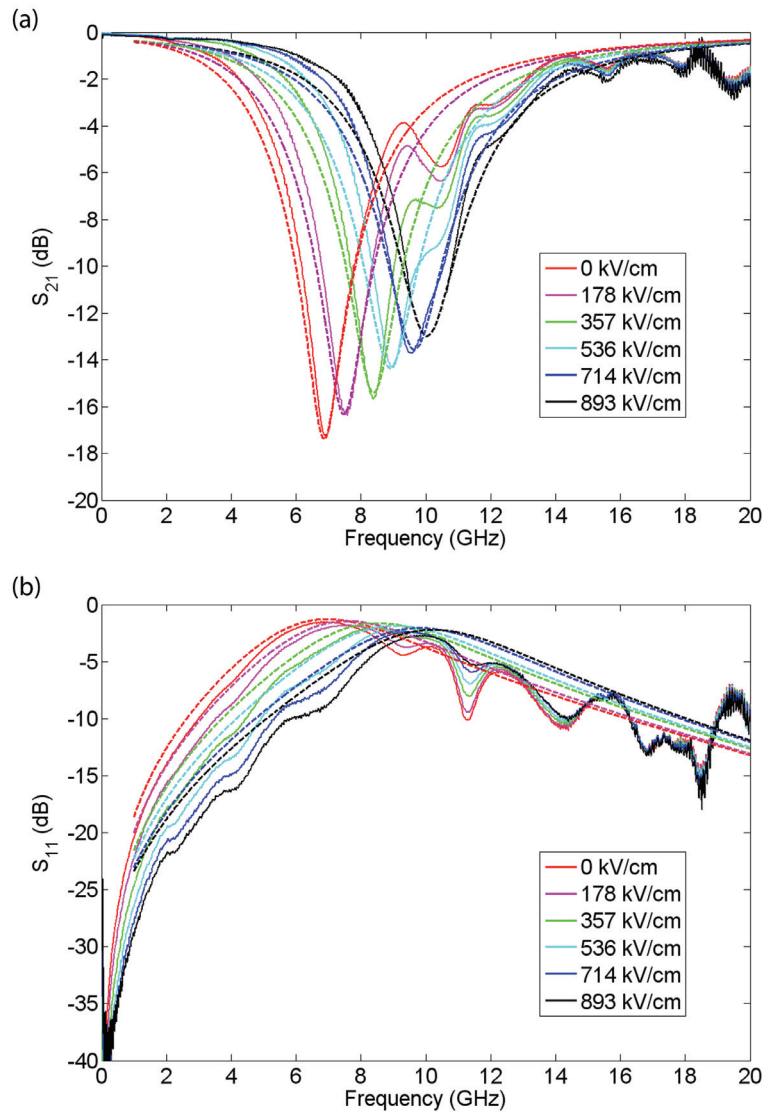 (a)
0
-2
-4
-6
-8
-10
-12
-14
-16
-18
-20
S21 (dB)
0 kV/cm
178 kV/cm
357 kV/cm
536 kV/cm
714 kV/cm
893 kV/cm
0 2 4 6 8 10 12 14 16 18 20
Frequency (GHz)
(b)
0
-5
-10
-15
-20
-25
-30
-35
-40
S11 (dB)
0 kV/cm
178 kV/cm
357 kV/cm
536 kV/cm
714 kV/cm
893 kV/cm
0 2 4 6 8 10 12 14 16 18 20
Frequency (GHz)